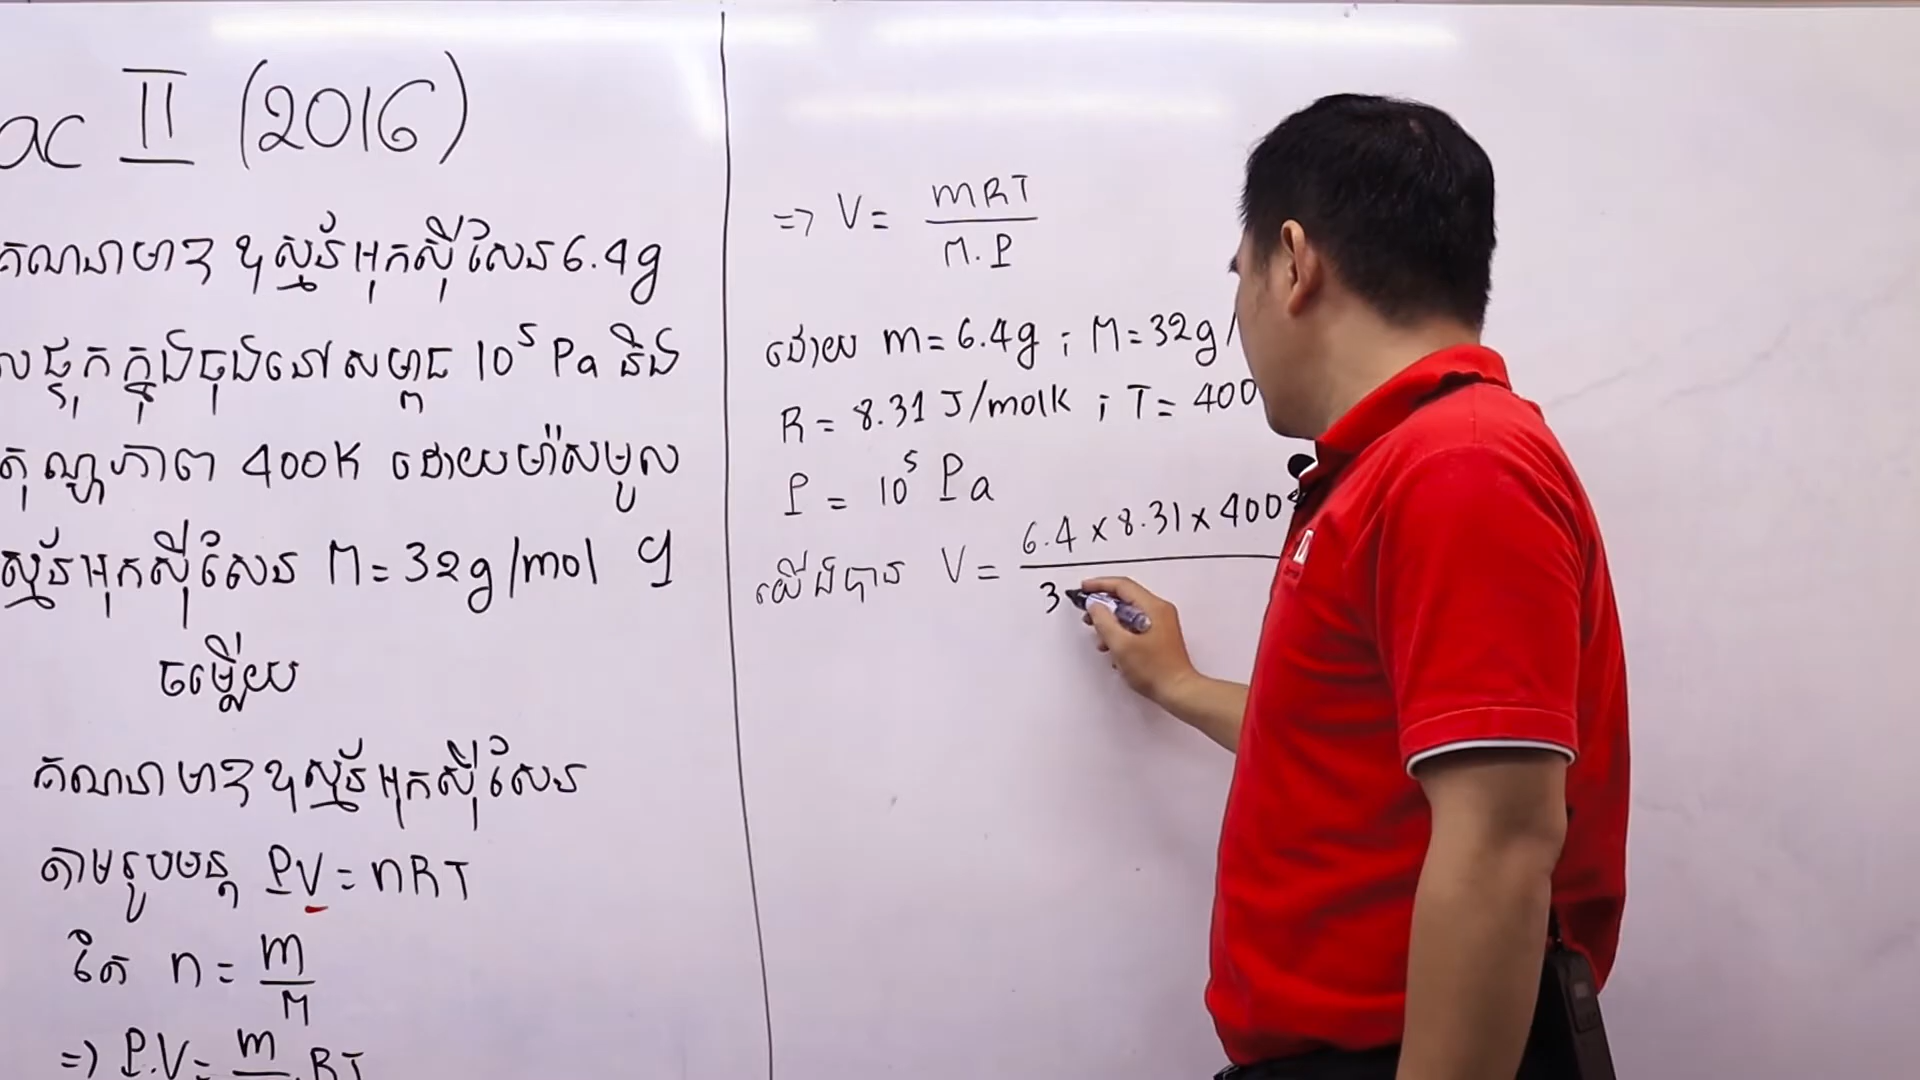 ac II (2016)
គណនាមាឌឧស្ម័នអុកស៊ីសែន 6.4g
ផ្ទុកក្នុងធុងនៅសម្ពាធ 10⁵ Pa និង
តុណ្ហភាព 400K ដោយម៉ាសមូល
ស្ម័នអុកស៊ីសែន M = 32g/mol ។
ចម្លើយ
គណនាមាឌឧស្ម័នអុកស៊ីសែន
តាមរូបមន្ត PV = nRT
តែ n = m/M
=> P.V = m/ .RT
=> V = mRT/M.P
ដោយ m = 6.4g ; M = 32g/
R = 8.31 J/molK ; T = 400
P = 10⁵ Pa
យើងបាន V = 6.4 x 8.31 x 400/3